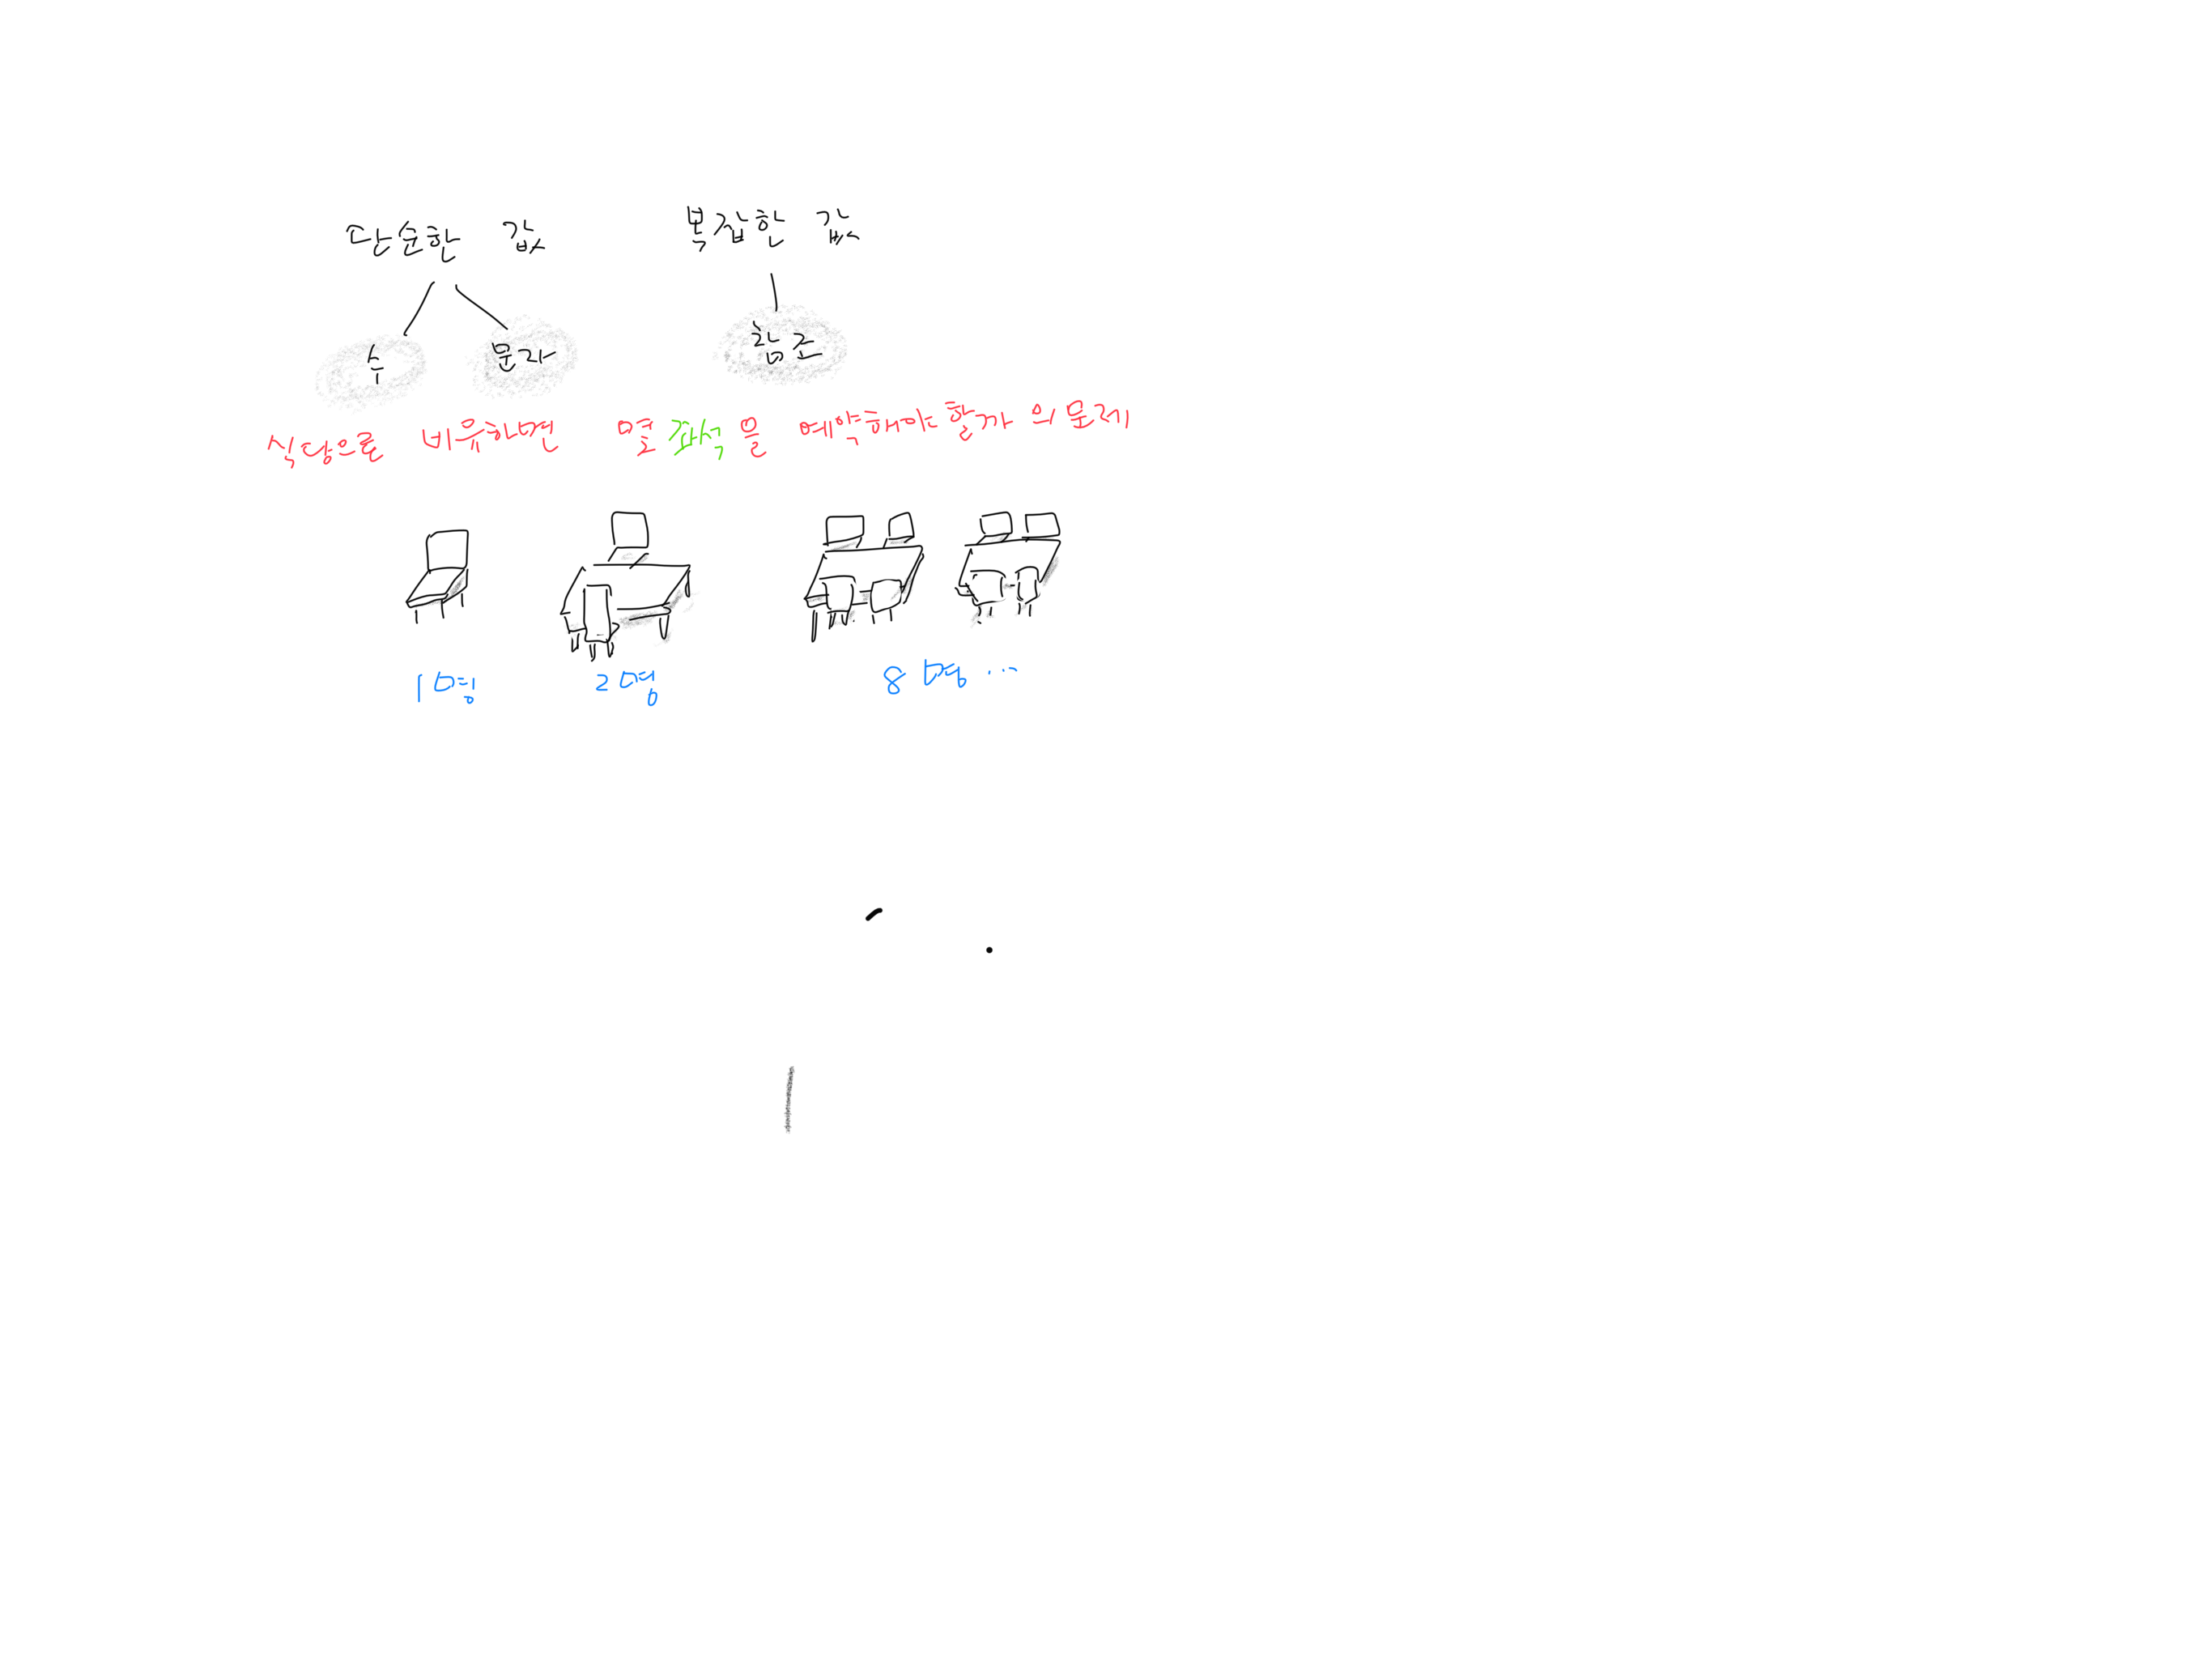 단순한 값 복잡한 값
수 문자 참조
식당으로 비유하면 몇 좌석을 예약해야할까 의 문제
1명 2명 8명 ...